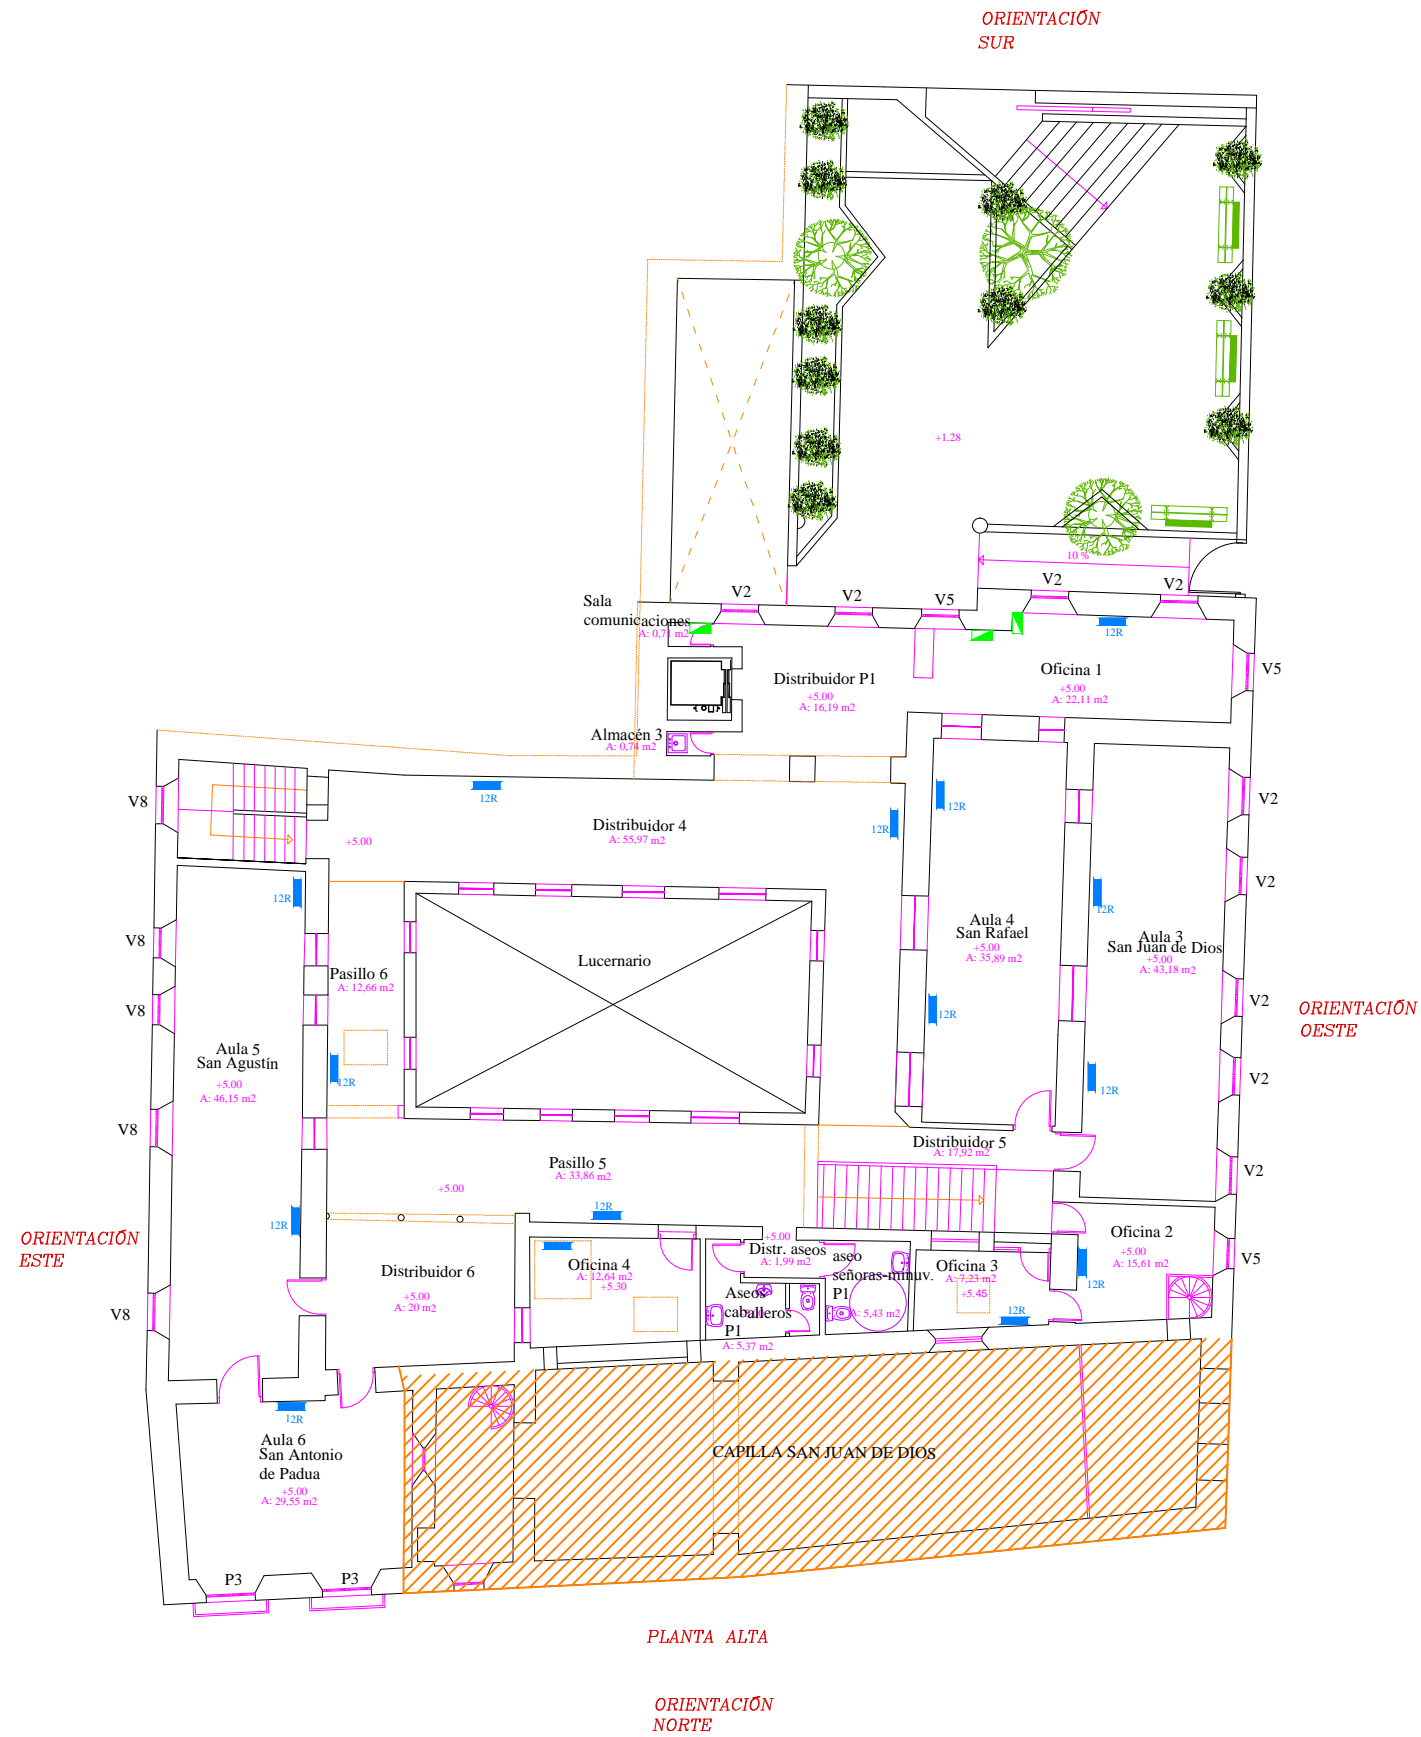 ORIENTACIÓN
SUR
+1.28
10 %
V2
V2
V5
V2
V2
Sala
comunicaciones
A: 0,71 m2
12R
Distribuidor P1
+5.00
A: 16,19 m2
Oficina 1
+5.00
A: 22,11 m2
V5
Almacén 3
A: 0,74 m2
V8
12R
Distribuidor 4
A: 55,97 m2
+5.00
12R
12R
V2
V2
12R
12R
Aula 4
San Rafael
+5.00
A: 35,89 m2
Aula 3
San Juan de Dios
+5.00
A: 43,18 m2
V8
Lucernario
Pasillo 6
A: 12,66 m2
V8
12R
V2
ORIENTACIÓN
OESTE
Aula 5
San Agustín
+5.00
A: 46,15 m2
12R
12R
V2
V8
Distribuidor 5
A: 17,92 m2
Pasillo 5
A: 33,86 m2
+5.00
V2
12R
12R
ORIENTACIÓN
ESTE
Oficina 2
+5.00
A: 15,61 m2
V5
12R
+5.00
Distr. aseos
A: 1,99 m2
aseo
señoras-minuv.
P1
A: 5,43 m2
Oficina 3
A: 7,23 m2
+5.45
12R
Oficina 4
A: 12,64 m2
+5.30
Distribuidor 6
+5.00
A: 20 m2
Aseos
caballeros
P1
A: 5,37 m2
V8
12R
Aula 6
San Antonio
de Padua
+5.00
A: 29,55 m2
CAPILLA SAN JUAN DE DIOS
P3
P3
PLANTA ALTA
ORIENTACIÓN
NORTE